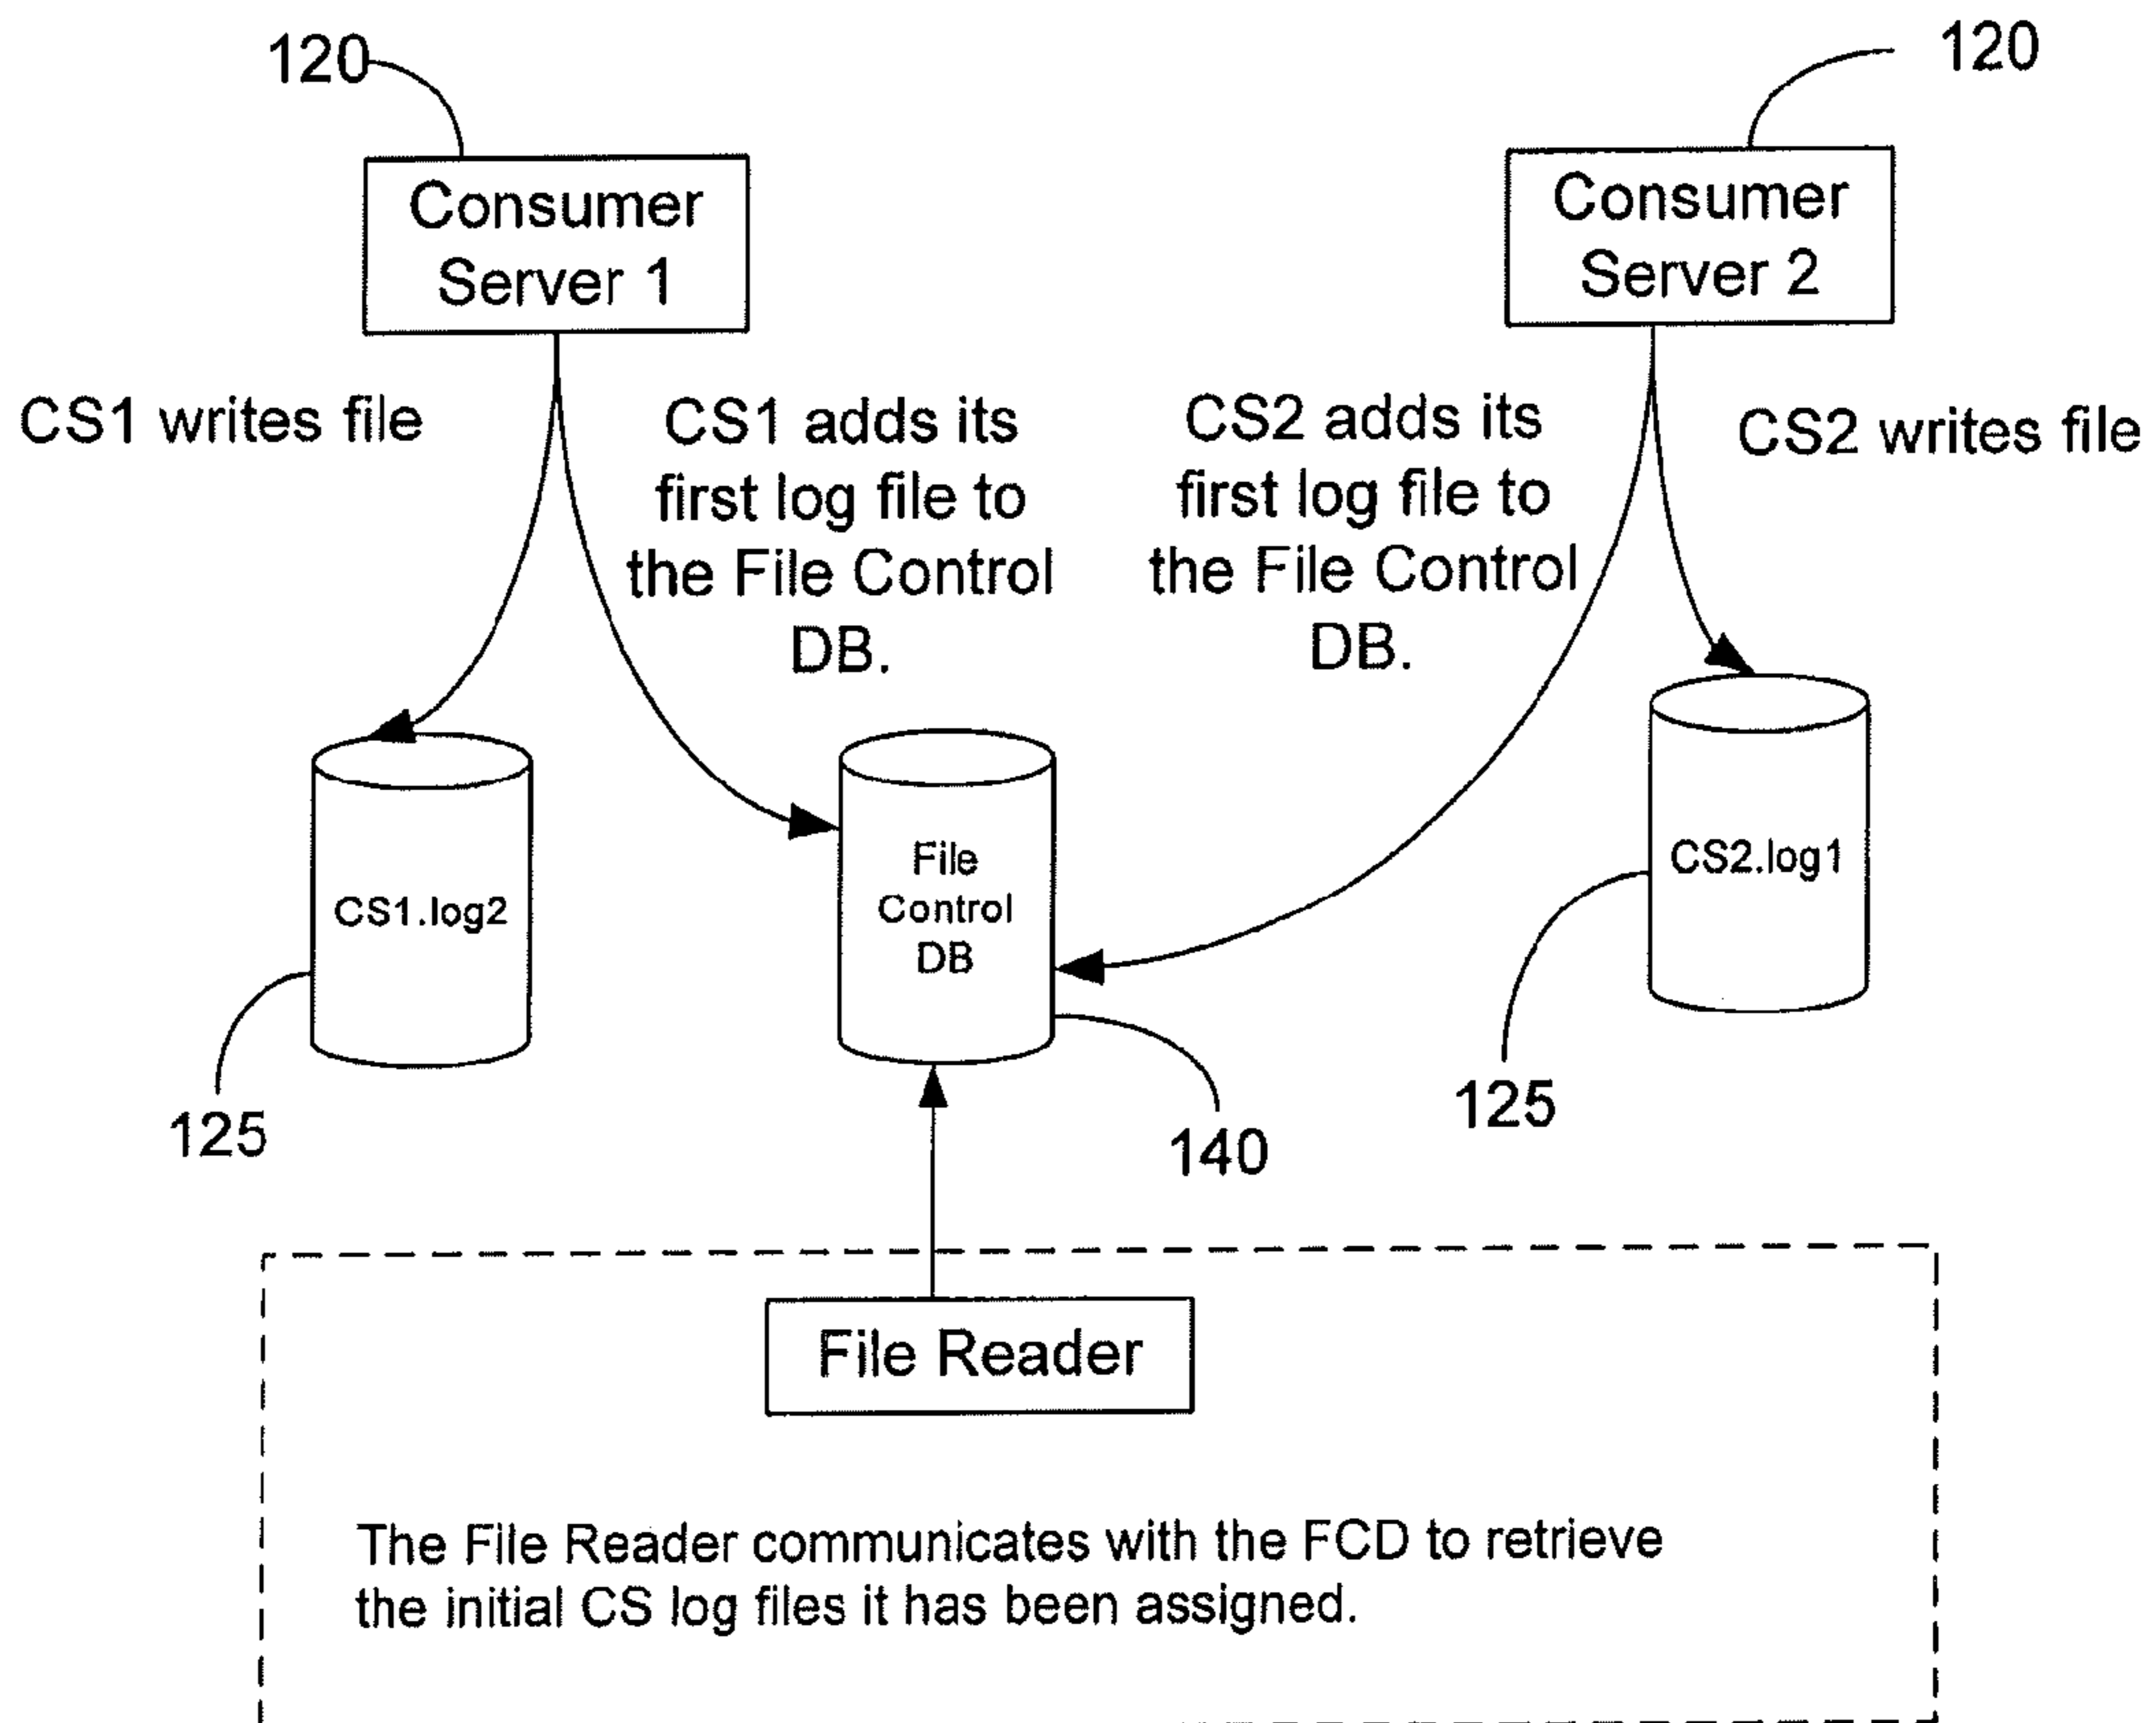 120
120
Consumer
Server 1
Consumer
Server 2
CS1 writes file
CS1 adds its
first log file to
the File Control
DB.
CS2 adds its
first log file to
the File Control
DB.
CS2 writes file
CS1.log2
File
Control
DB
CS2.log1
125
140
125
File Reader
The File Reader communicates with the FCD to retrieve
the initial CS log files it has been assigned.